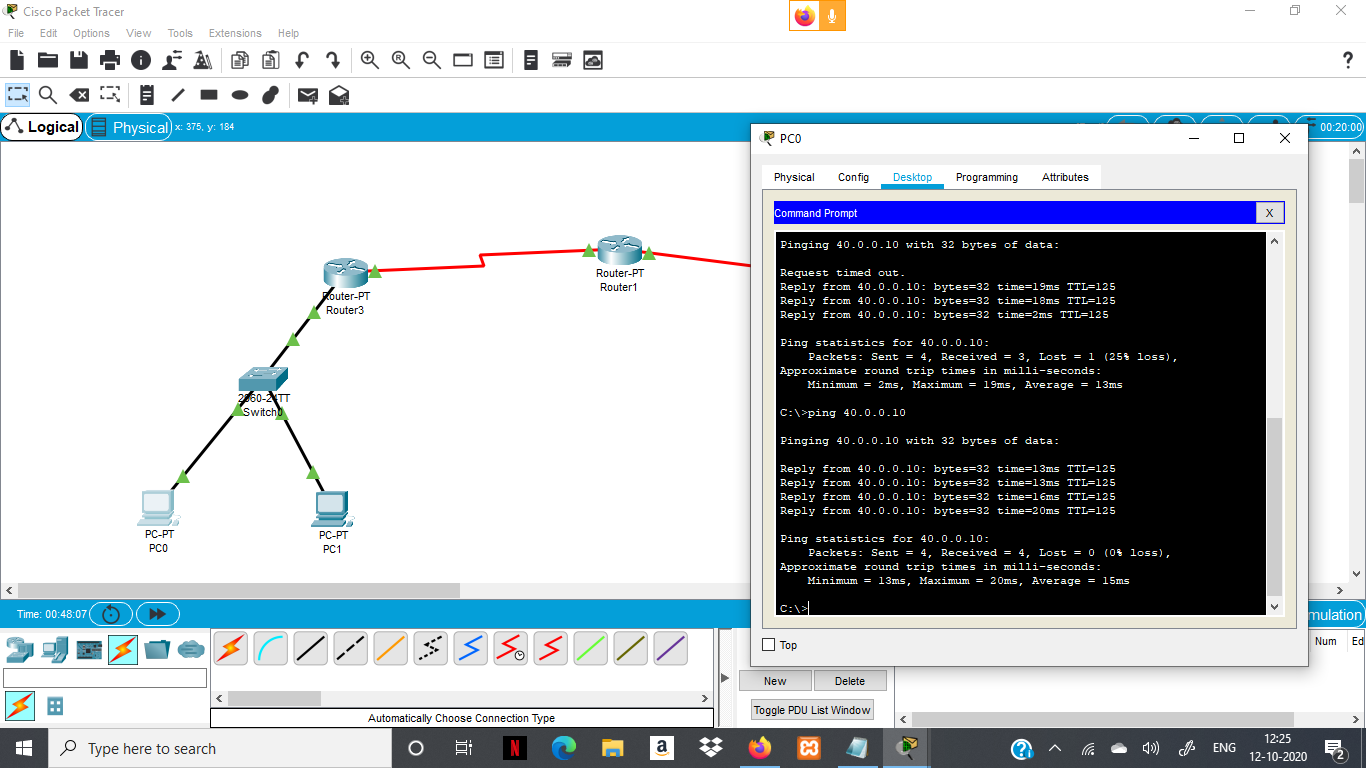 Cisco Packet Tracer
File Edit Options View Tools Extensions Help
Logical
Physical
x: 375, y: 184
00:20:00
Router-PT
Router3
Router-PT
Router1
2960-24TT
Switch0
PC-PT
PC0
PC-PT
PC1
PC0
Physical Config Desktop Programming Attributes
Command Prompt
X
Pinging 40.0.0.10 with 32 bytes of data:
Request timed out.
Reply from 40.0.0.10: bytes=32 time=19ms TTL=125
Reply from 40.0.0.10: bytes=32 time=18ms TTL=125
Reply from 40.0.0.10: bytes=32 time=2ms TTL=125
Ping statistics for 40.0.0.10:
Packets: Sent = 4, Received = 3, Lost = 1 (25% loss),
Approximate round trip times in milli-seconds:
Minimum = 2ms, Maximum = 19ms, Average = 13ms
C:\>ping 40.0.0.10
Pinging 40.0.0.10 with 32 bytes of data:
Reply from 40.0.0.10: bytes=32 time=13ms TTL=125
Reply from 40.0.0.10: bytes=32 time=13ms TTL=125
Reply from 40.0.0.10: bytes=32 time=16ms TTL=125
Reply from 40.0.0.10: bytes=32 time=20ms TTL=125
Ping statistics for 40.0.0.10:
Packets: Sent = 4, Received = 4, Lost = 0 (0% loss),
Approximate round trip times in milli-seconds:
Minimum = 13ms, Maximum = 20ms, Average = 15ms
C:\>
Top
Time: 00:48:07
mulation
Num Ed
New
Delete
Toggle PDU List Window
Automatically Choose Connection Type
Type here to search
ENG
12:25
12-10-2020
2